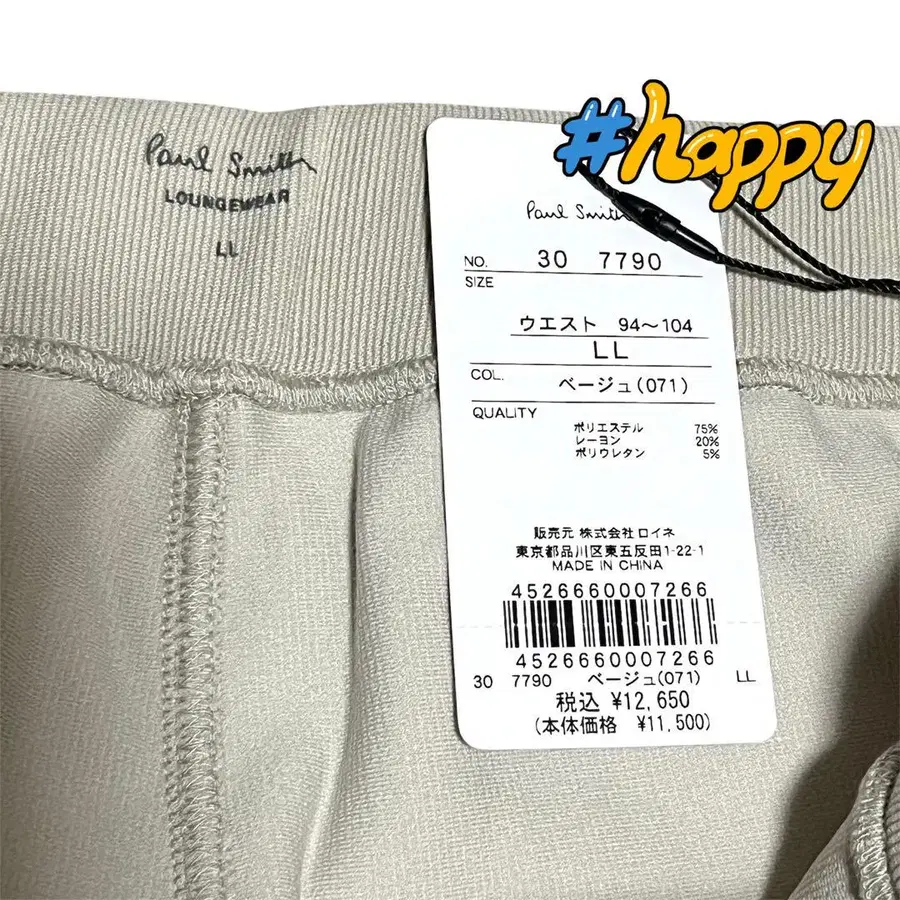 Paul Smith
LOUNGEWEAR
LL
#happy
Paul Smith
NO. 30 7790
SIZE
ウエスト 94～104
LL
COL. ベージュ(071)
QUALITY
ポリエステル 75%
レーヨン 20%
ポリウレタン 5%
販売元 株式会社ロイネ
東京都品川区東五反田1-22-1
MADE IN CHINA
4526660007266
4526660007266
30 7790 ベージュ(071) LL
税込 ¥12,650
(本体価格 ¥11,500)